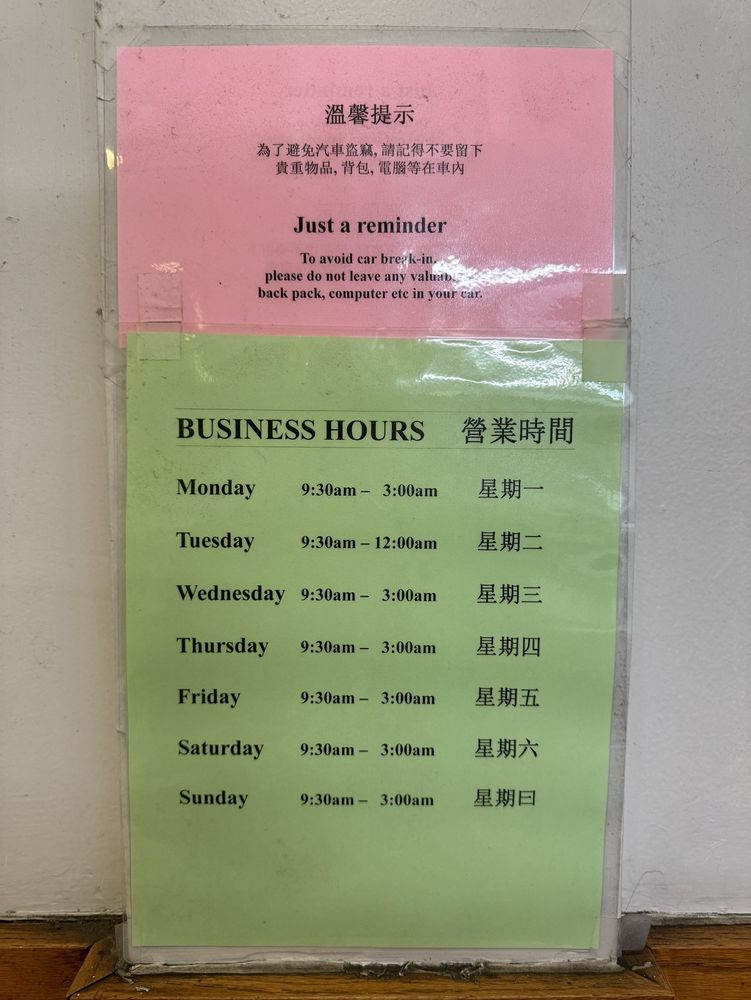 溫馨提示
為了避免汽車盜竊, 請記得不要留下
貴重物品, 背包, 電腦等在車內
Just a reminder
To avoid car break-in,
please do not leave any
back pack, computer etc in your car.
BUSINESS HOURS 營業時間
Monday 9:30am – 3:00am 星期一
Tuesday 9:30am – 12:00am 星期二
Wednesday 9:30am – 3:00am 星期三
Thursday 9:30am – 3:00am 星期四
Friday 9:30am – 3:00am 星期五
Saturday 9:30am – 3:00am 星期六
Sunday 9:30am – 3:00am 星期日